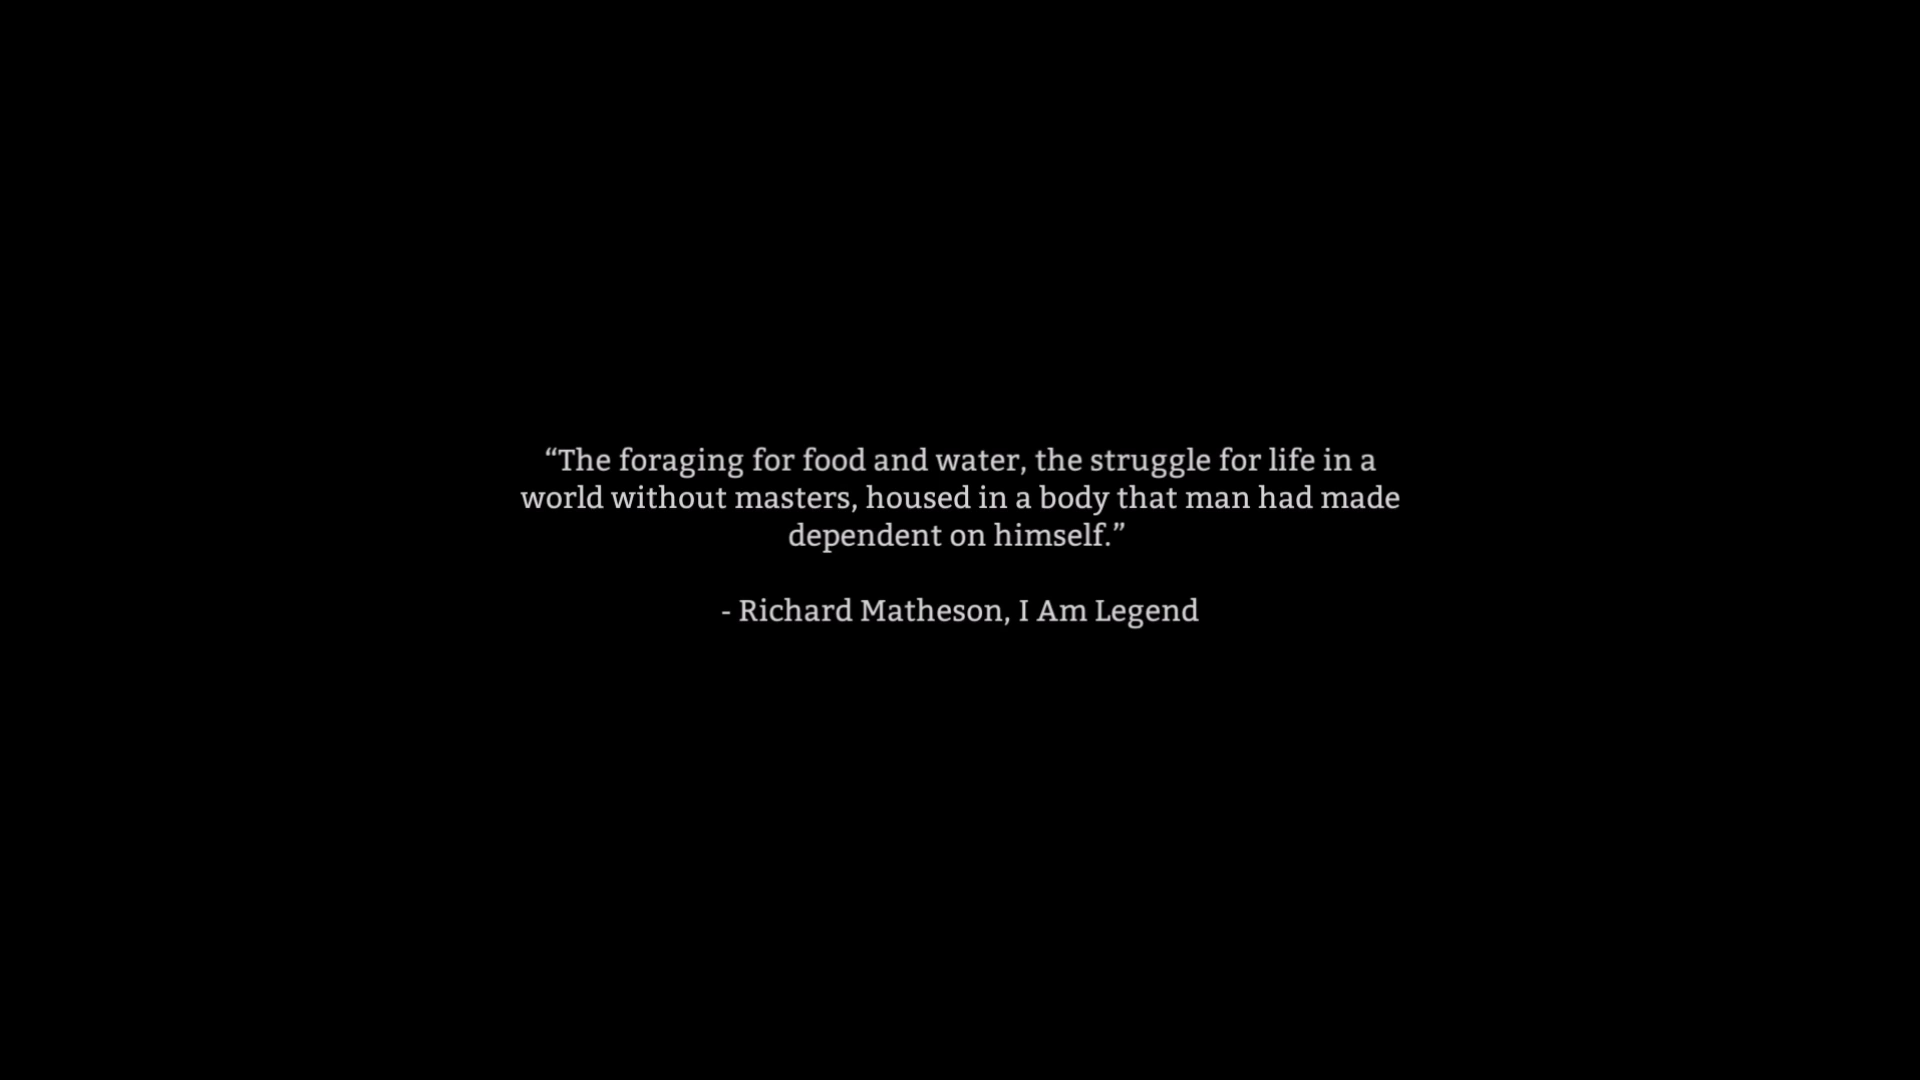 “The foraging for food and water, the struggle for life in a
world without masters, housed in a body that man had made
dependent on himself.”
- Richard Matheson, I Am Legend